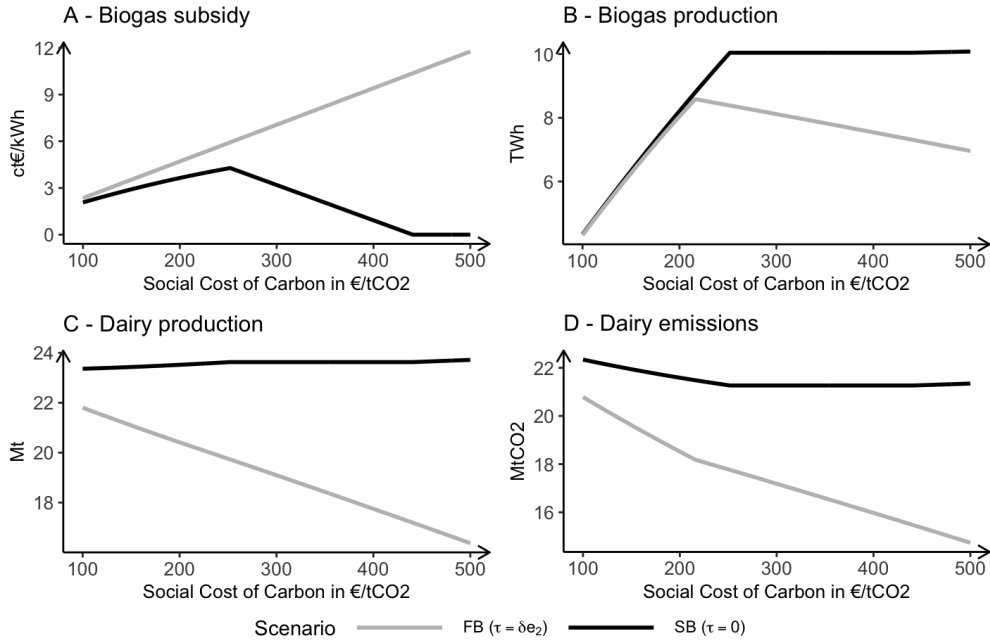 A - Biogas subsidy
12
9
6
3
0
ct€/kWh
100 200 300 400 500
Social Cost of Carbon in €/tCO2
B - Biogas production
10
8
6
TWh
100 200 300 400 500
Social Cost of Carbon in €/tCO2
C - Dairy production
24
22
20
18
Mt
100 200 300 400 500
Social Cost of Carbon in €/tCO2
D - Dairy emissions
22
20
18
16
MtCO2
100 200 300 400 500
Social Cost of Carbon in €/tCO2
Scenario FB (τ = δe₂) SB (τ = 0)